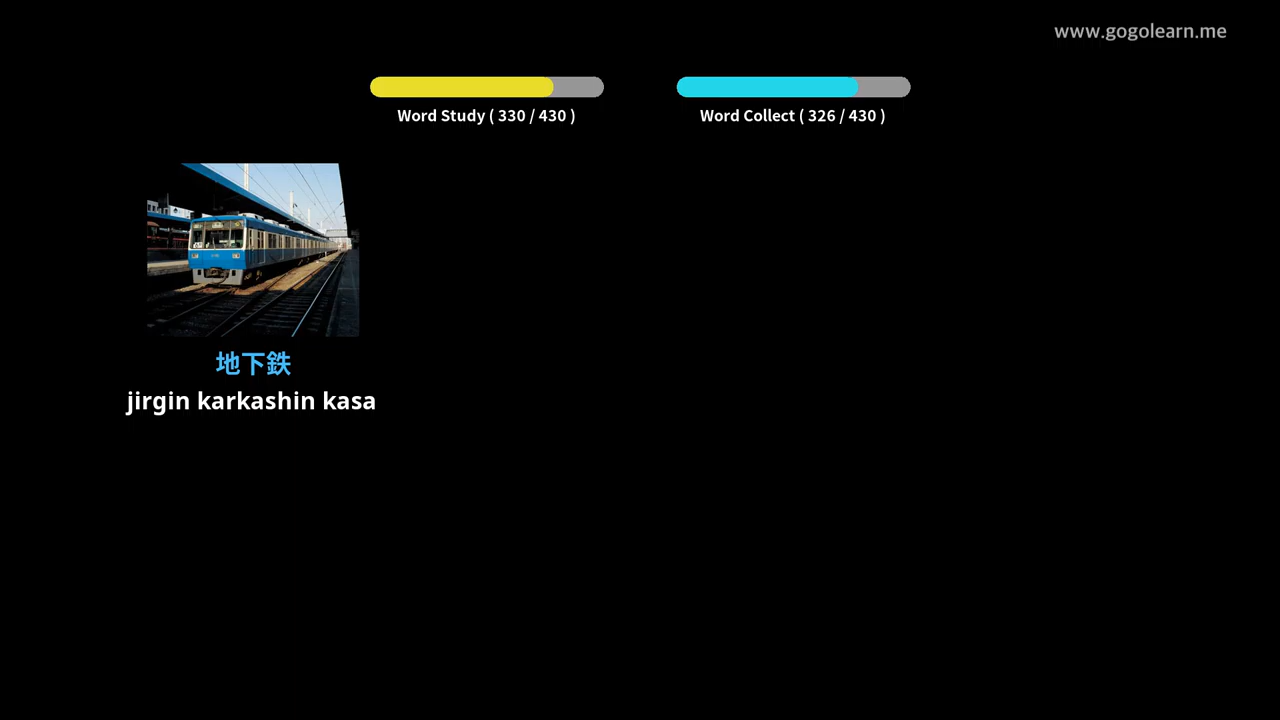 www.gogolearn.me
Word Study ( 330 / 430 )
Word Collect ( 326 / 430 )
地下鉄
jirgin karkashin kasa